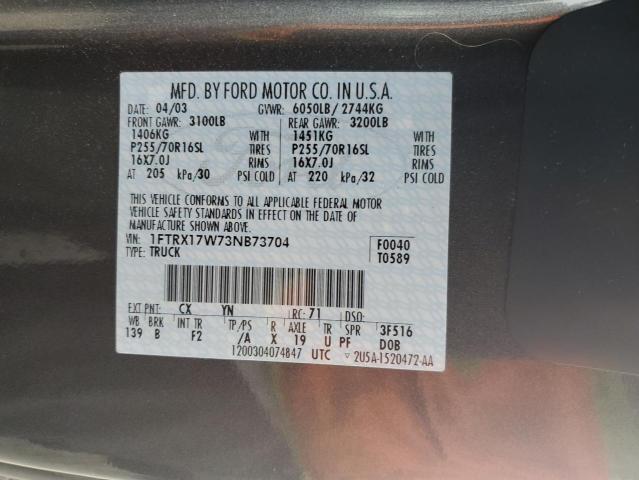 MFD. BY FORD MOTOR CO. IN U.S.A.
DATE: 04/03 GVWR: 6050LB/ 2744KG
FRONT GAWR: 3100LB REAR GAWR: 3200LB
1406KG WITH 1451KG WITH
P255/70R16SL TIRES P255/70R16SL TIRES
16X7.0J RIMS 16X7.0J RIMS
AT 205 kPa/30 PSI COLD AT 220 kPa/32 PSI COLD
THIS VEHICLE CONFORMS TO ALL APPLICABLE FEDERAL MOTOR
VEHICLE SAFETY STANDARDS IN EFFECT ON THE DATE OF
MANUFACTURE SHOWN ABOVE.
VIN: 1FTRX17W73NB73704 F0040
TYPE: TRUCK T0589
EXT PNT: CX YN RC: 71 DSO:
WB BRK INT TR TP/PS R AXLE TR SPR 3F516
139 B F2 /A X 19 U PF DOB
1200304074847 UTC ▽ 2U5A-1520472-AA